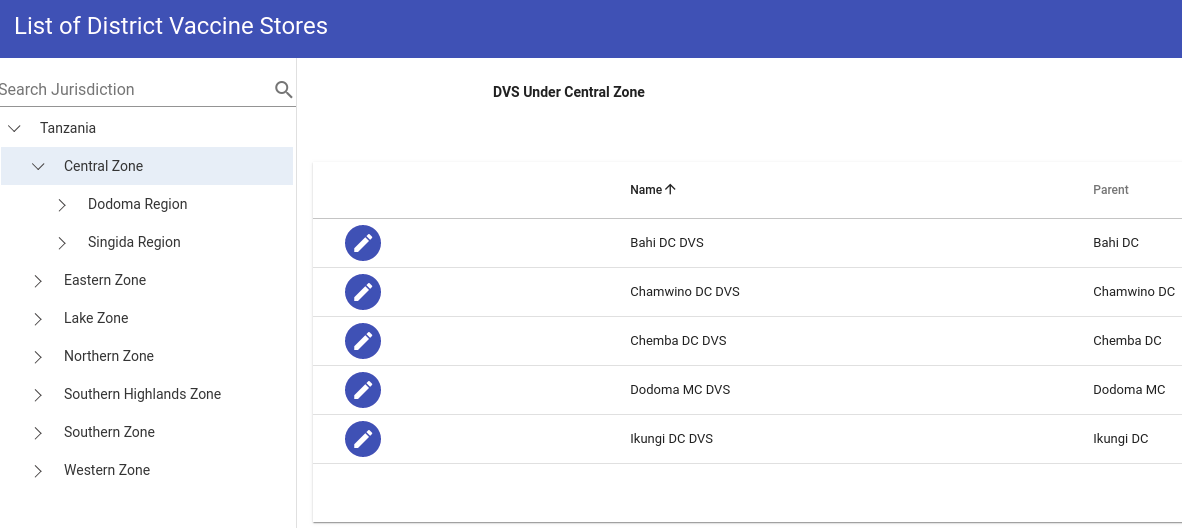 List of District Vaccine Stores
Search Jurisdiction
Tanzania
Central Zone
Dodoma Region
Singida Region
Eastern Zone
Lake Zone
Northern Zone
Southern Highlands Zone
Southern Zone
Western Zone
DVS Under Central Zone
Name Parent
Bahi DC DVS Bahi DC
Chamwino DC DVS Chamwino DC
Chemba DC DVS Chemba DC
Dodoma MC DVS Dodoma MC
Ikungi DC DVS Ikungi DC